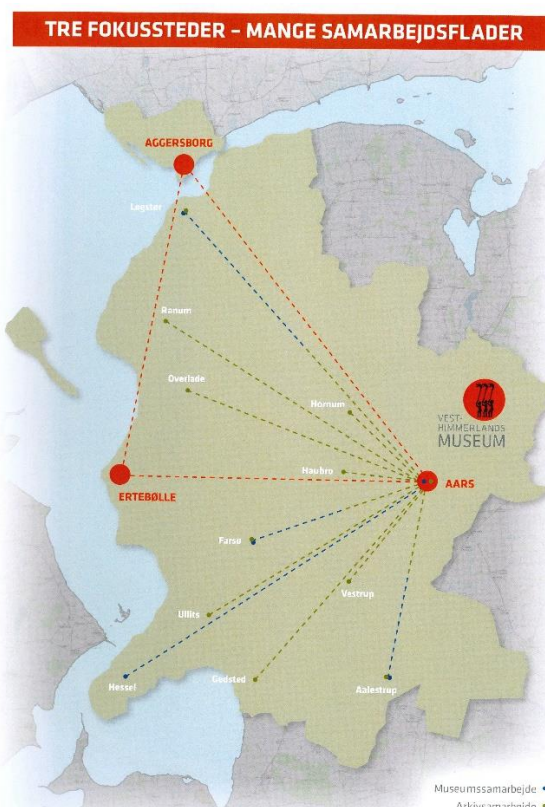 TRE FOKUSSTEDER – MANGE SAMARBEJDSFLADER
AGGERSBORG
Løgstør
Ranum
Overlade
Hornum
VEST-
HIMMERLANDS
MUSEUM
Haubro
ERTEBØLLE
AARS
Farsø
Vestrup
Ullits
Hessel
Gedsted
Aalestrup
Museumssamarbejde
Arkivsamarbejde